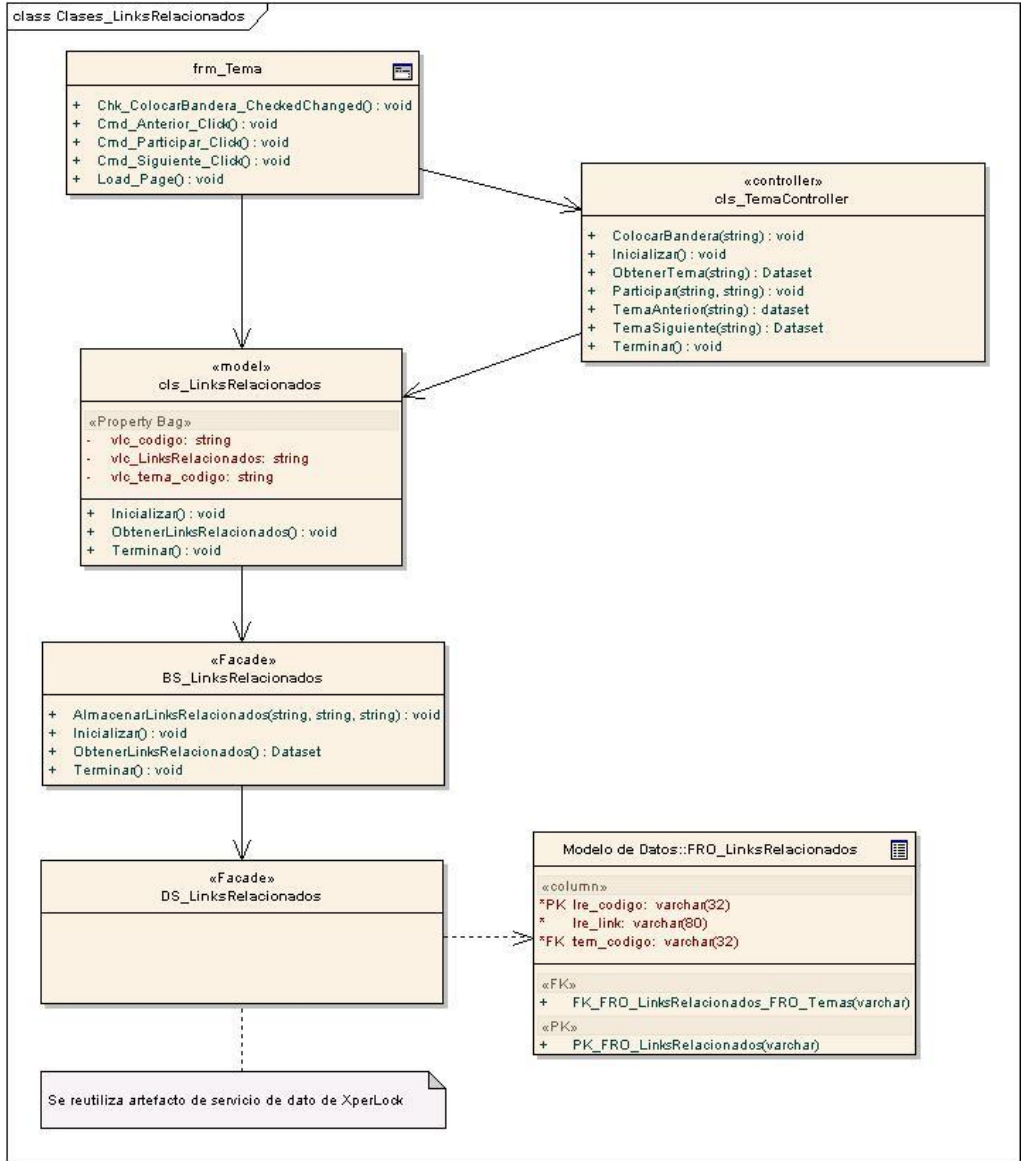 class Clases_LinksRelacionados
frm_Tema
+ Chk_ColocarBandera_CheckedChanged() : void
+ Cmd_Anterior_Click() : void
+ Cmd_Participar_Click() : void
+ Cmd_Siguiente_Click() : void
+ Load_Page() : void
«controller»
cls_TemaController
+ ColocarBandera(string) : void
+ Inicializar() : void
+ ObtenerTema(string) : Dataset
+ Participar(string, string) : void
+ TemaAnterior(string) : dataset
+ TemaSiguiente(string) : Dataset
+ Terminar() : void
«model»
cls_LinksRelacionados
«Property Bag»
- vlc_codigo: string
- vlc_LinksRelacionados: string
- vlc_tema_codigo: string
+ Inicializar() : void
+ ObtenerLinksRelacionados() : void
+ Terminar() : void
«Facade»
BS_LinksRelacionados
+ AlmacenarLinksRelacionados(string, string, string) : void
+ Inicializar() : void
+ ObtenerLinksRelacionados() : Dataset
+ Terminar() : void
«Facade»
DS_LinksRelacionados
Modelo de Datos::FRO_LinksRelacionados
«column»
*PK lre_codigo: varchar(32)
* lre_link: varchar(80)
*FK tem_codigo: varchar(32)
«FK»
+ FK_FRO_LinksRelacionados_FRO_Temas(varchar)
«PK»
+ PK_FRO_LinksRelacionados(varchar)
Se reutiliza artefacto de servicio de dato de XperLock